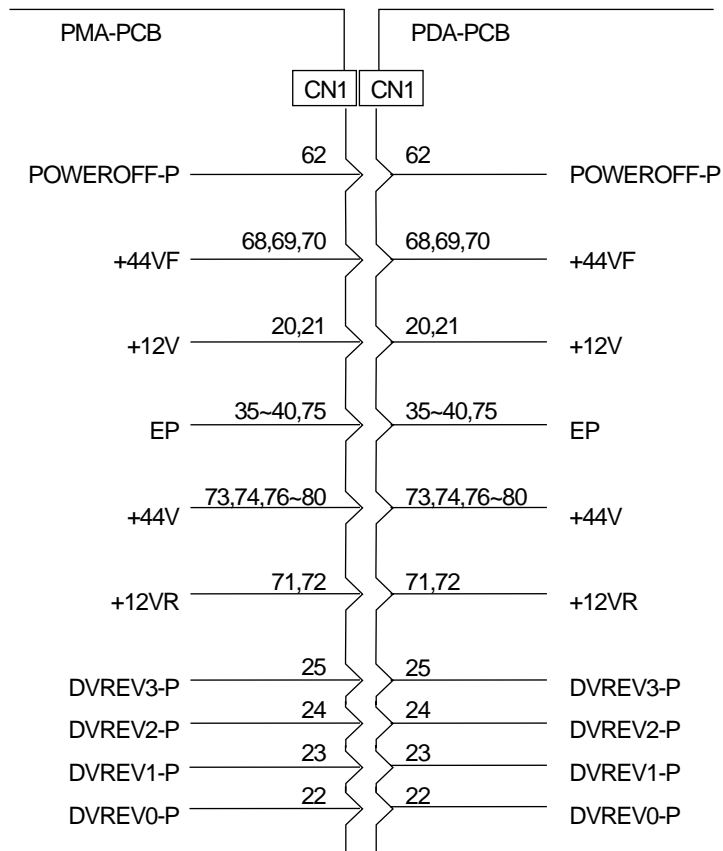 PMA-PCB PDA-PCB
CN1 CN1
POWEROFF-P 62 62 POWEROFF-P
+44VF 68,69,70 68,69,70 +44VF
+12V 20,21 20,21 +12V
EP 35~40,75 35~40,75 EP
+44V 73,74,76~80 73,74,76~80 +44V
+12VR 71,72 71,72 +12VR
DVREV3-P 25 25 DVREV3-P
DVREV2-P 24 24 DVREV2-P
DVREV1-P 23 23 DVREV1-P
DVREV0-P 22 22 DVREV0-P